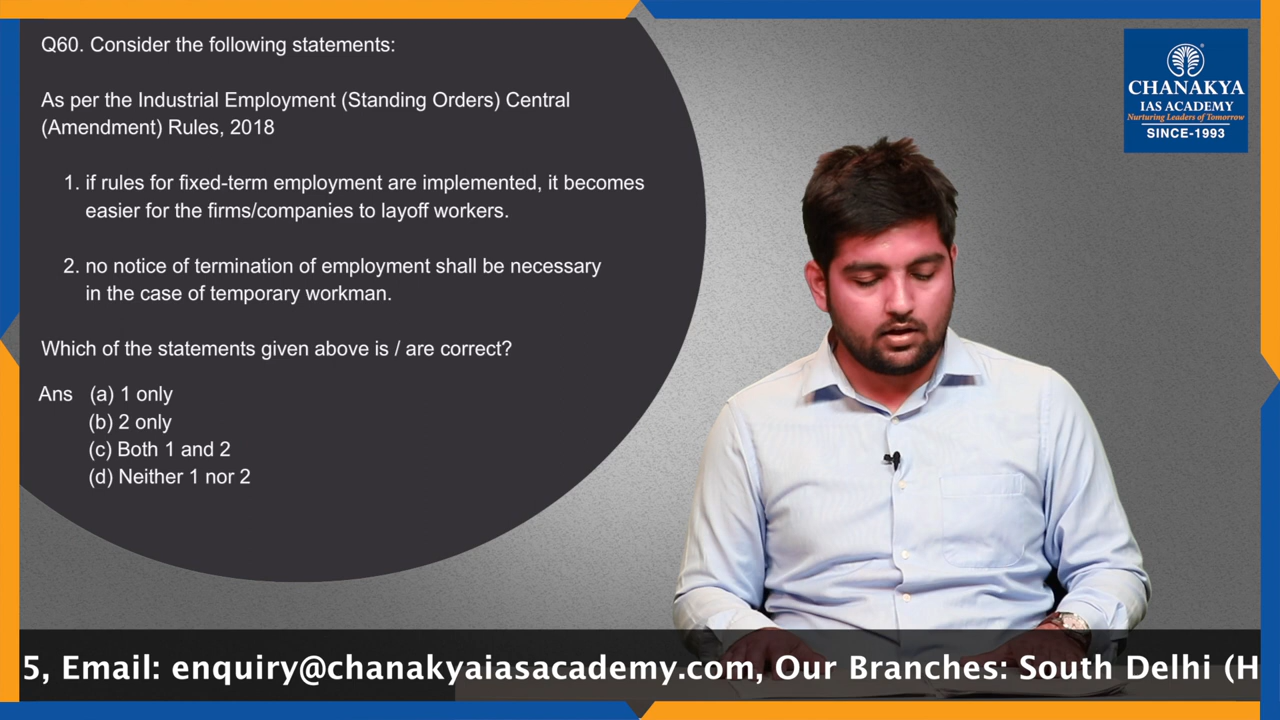 Q60. Consider the following statements:
As per the Industrial Employment (Standing Orders) Central
(Amendment) Rules, 2018
1. if rules for fixed-term employment are implemented, it becomes
easier for the firms/companies to layoff workers.
2. no notice of termination of employment shall be necessary
in the case of temporary workman.
Which of the statements given above is / are correct?
Ans (a) 1 only
(b) 2 only
(c) Both 1 and 2
(d) Neither 1 nor 2
CHANAKYA
IAS ACADEMY
Nurturing Leaders of Tomorrow
SINCE-1993
5, Email: enquiry@chanakyaiasacademy.com, Our Branches: South Delhi (H